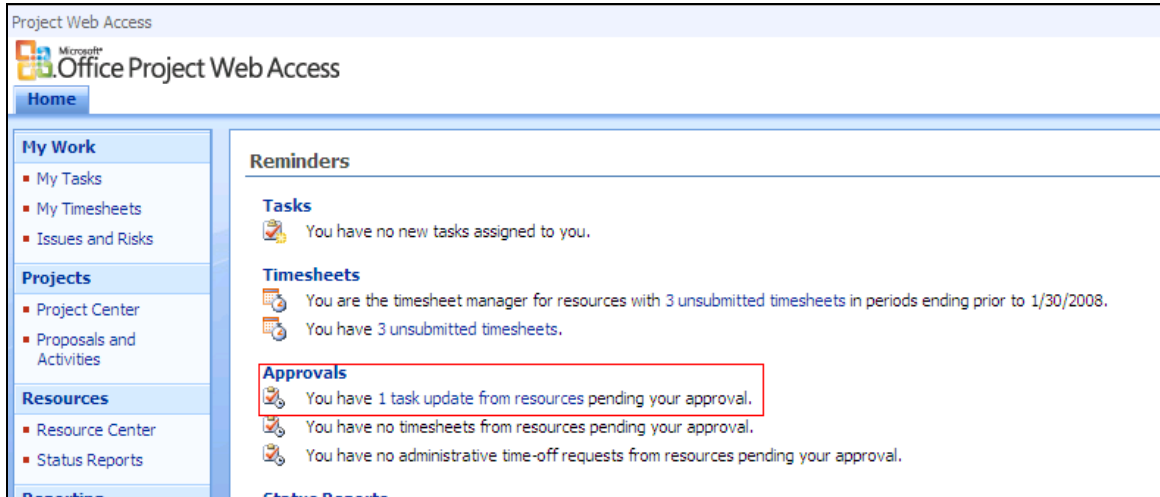 Project Web Access
Microsoft
Office Project Web Access
Home
My Work
My Tasks
My Timesheets
Issues and Risks
Projects
Project Center
Proposals and
Activities
Resources
Resource Center
Status Reports
Reporting
Reminders
Tasks
You have no new tasks assigned to you.
Timesheets
You are the timesheet manager for resources with 3 unsubmitted timesheets in periods ending prior to 1/30/2008.
You have 3 unsubmitted timesheets.
Approvals
You have 1 task update from resources pending your approval.
You have no timesheets from resources pending your approval.
You have no administrative time-off requests from resources pending your approval.
Status Reports